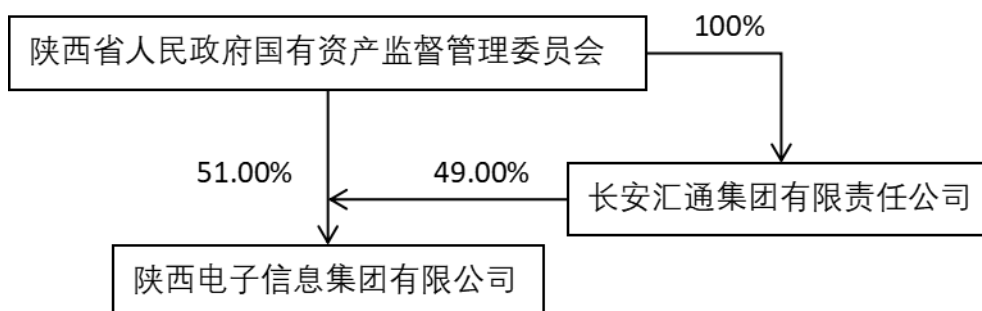 100%
陕西省人民政府国有资产监督管理委员会
51.00%
49.00%
长安汇通集团有限责任公司
陕西电子信息集团有限公司